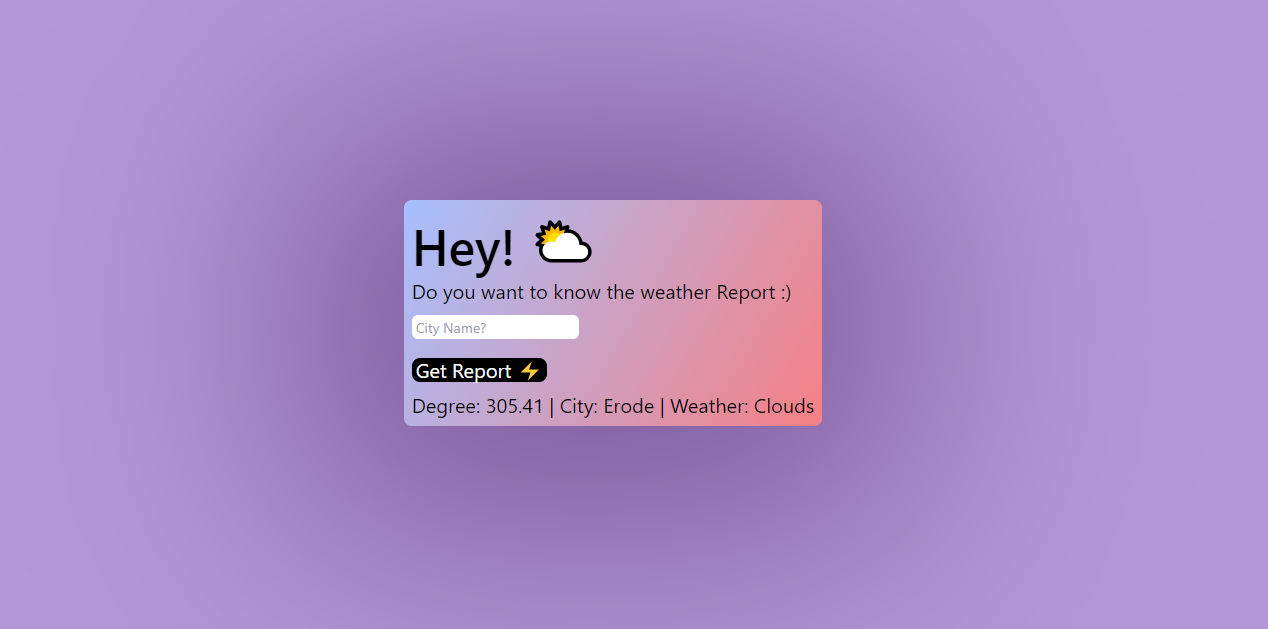 Hey! ⛅
Do you want to know the weather Report :)
City Name?
Get Report ⚡
Degree: 305.41 | City: Erode | Weather: Clouds